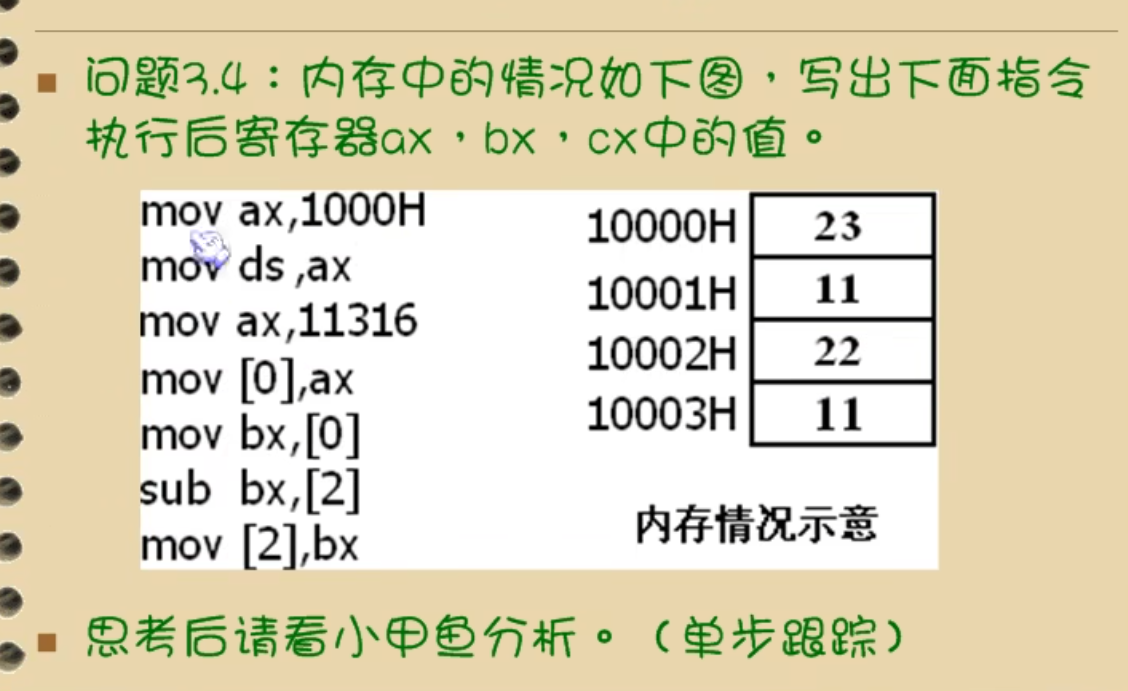 问题3.4：内存中的情况如下图，写出下面指令
执行后寄存器ax，bx，cx中的值。
mov ax,1000H
mov ds ,ax
mov ax,11316
mov [0],ax
mov bx,[0]
sub bx,[2]
mov [2],bx
10000H 23
10001H 11
10002H 22
10003H 11
内存情况示意
思考后请看小甲鱼分析。（单步跟踪）